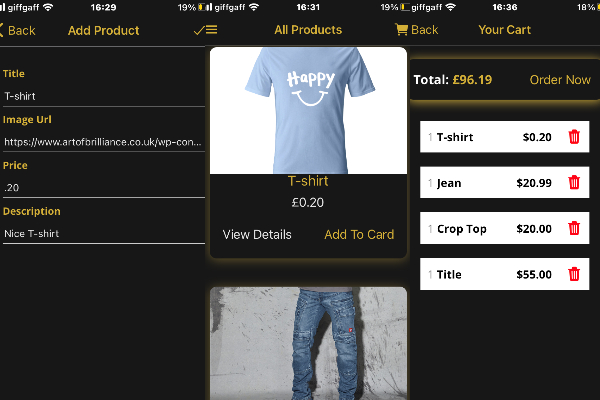 giffgaff
16:29
19%
Back
Add Product
Title
T-shirt
Image Url
https://www.artofbrilliance.co.uk/wp-con...
Price
.20
Description
Nice T-shirt
giffgaff
16:31
19%
All Products
Happy
T-shirt
£0.20
View Details
Add To Card
giffgaff
16:36
18%
Back
Your Cart
Total: £96.19
Order Now
1 T-shirt $0.20
1 Jean $20.99
1 Crop Top $20.00
1 Title $55.00